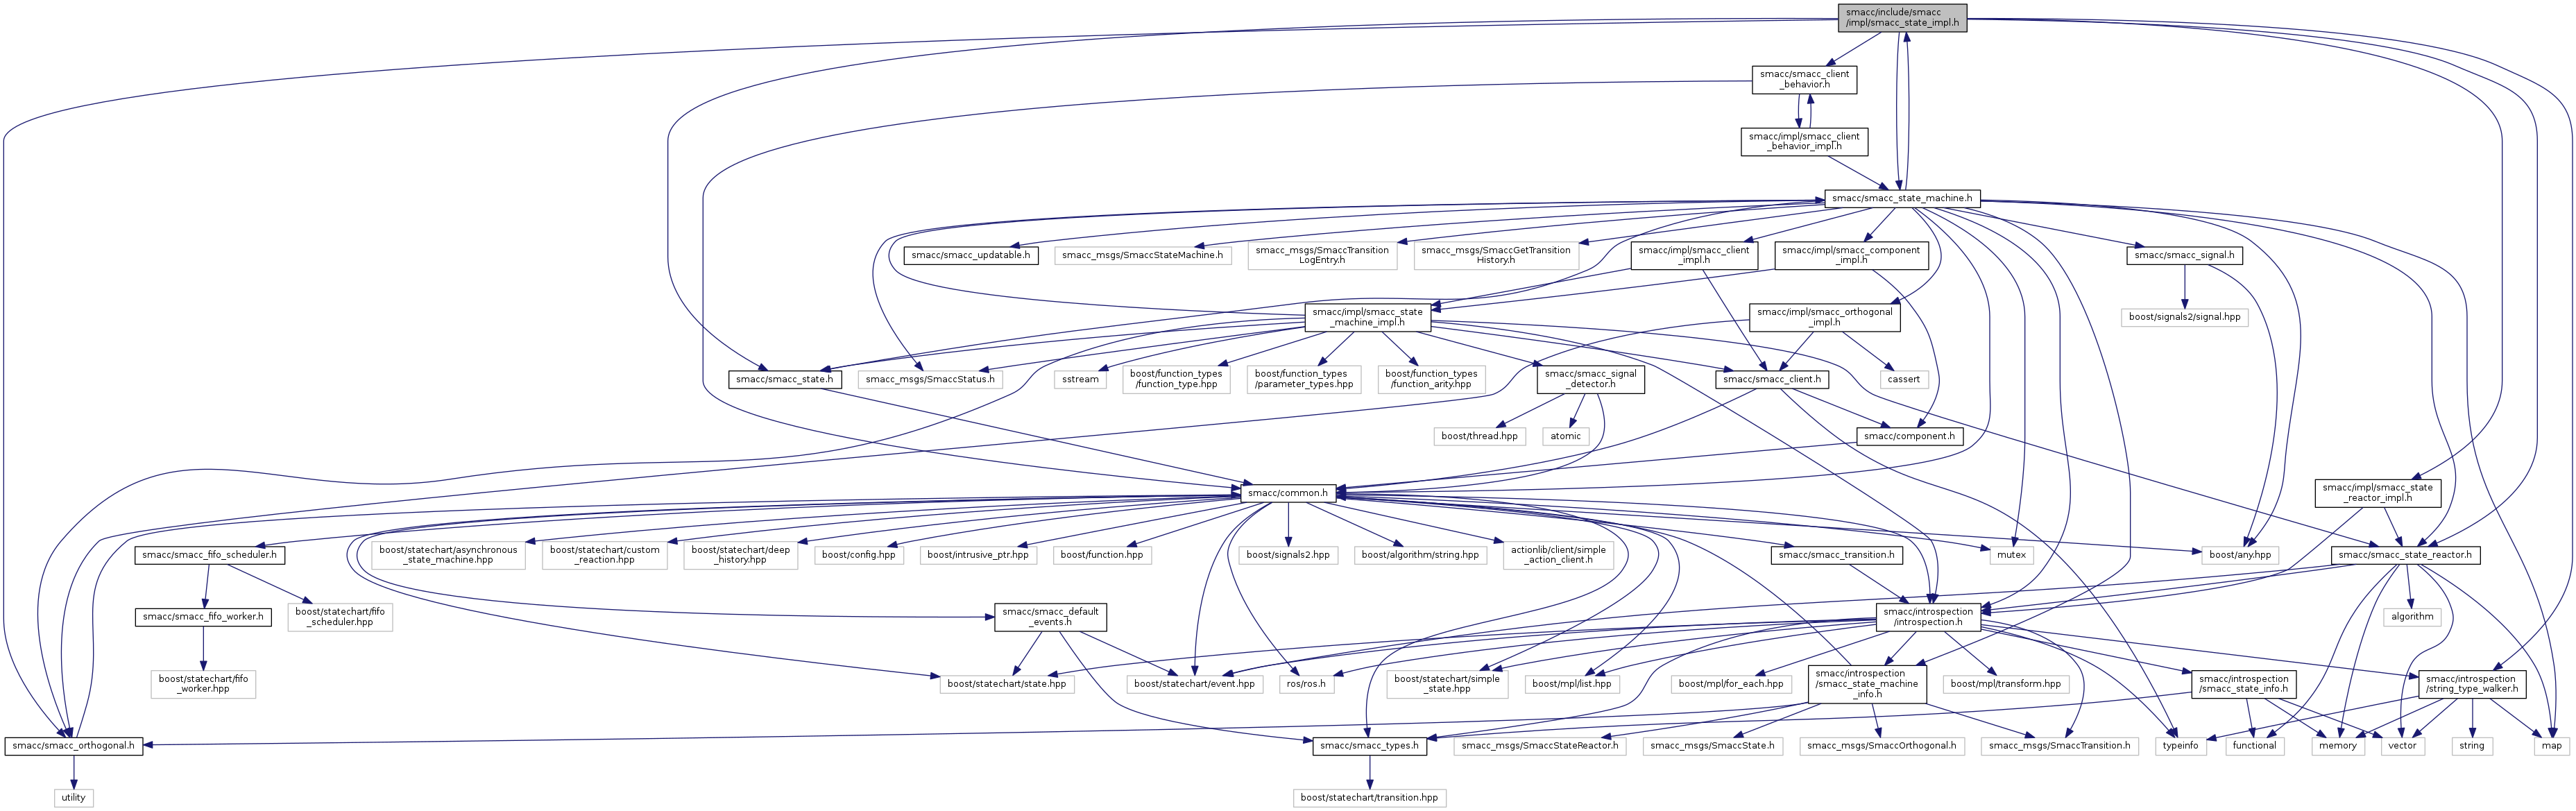 smacc/include/smacc
/impl/smacc_state_impl.h
smacc/smacc_client
_behavior.h
smacc/impl/smacc_client
_behavior_impl.h
smacc/smacc_state_machine.h
smacc/smacc_updatable.h
smacc_msgs/SmaccStateMachine.h
smacc_msgs/SmaccTransition
LogEntry.h
smacc_msgs/SmaccGetTransition
History.h
smacc/impl/smacc_client
_impl.h
smacc/impl/smacc_component
_impl.h
smacc/smacc_signal.h
smacc/impl/smacc_state
_machine_impl.h
smacc/impl/smacc_orthogonal
_impl.h
boost/signals2/signal.hpp
smacc/smacc_state.h
smacc_msgs/SmaccStatus.h
sstream
boost/function_types
/function_type.hpp
boost/function_types
/parameter_types.hpp
boost/function_types
/function_arity.hpp
smacc/smacc_signal
_detector.h
smacc/smacc_client.h
cassert
boost/thread.hpp
atomic
smacc/component.h
smacc/common.h
smacc/impl/smacc_state
_reactor_impl.h
smacc/smacc_fifo_scheduler.h
boost/statechart/asynchronous
_state_machine.hpp
boost/statechart/custom
_reaction.hpp
boost/statechart/deep
_history.hpp
boost/config.hpp
boost/intrusive_ptr.hpp
boost/function.hpp
boost/signals2.hpp
boost/algorithm/string.hpp
actionlib/client/simple
_action_client.h
smacc/smacc_transition.h
mutex
boost/any.hpp
smacc/smacc_state_reactor.h
smacc/smacc_fifo_worker.h
boost/statechart/fifo
_scheduler.hpp
smacc/smacc_default
_events.h
smacc/introspection
/introspection.h
algorithm
boost/statechart/fifo
_worker.hpp
boost/statechart/state.hpp
boost/statechart/event.hpp
ros/ros.h
boost/statechart/simple
_state.hpp
boost/mpl/list.hpp
boost/mpl/for_each.hpp
smacc/introspection
/smacc_state_machine
_info.h
boost/mpl/transform.hpp
smacc/introspection
/smacc_state_info.h
smacc/introspection
/string_type_walker.h
smacc/smacc_orthogonal.h
smacc/smacc_types.h
smacc_msgs/SmaccStateReactor.h
smacc_msgs/SmaccState.h
smacc_msgs/SmaccOrthogonal.h
smacc_msgs/SmaccTransition.h
typeinfo
functional
memory
vector
string
map
utility
boost/statechart/transition.hpp